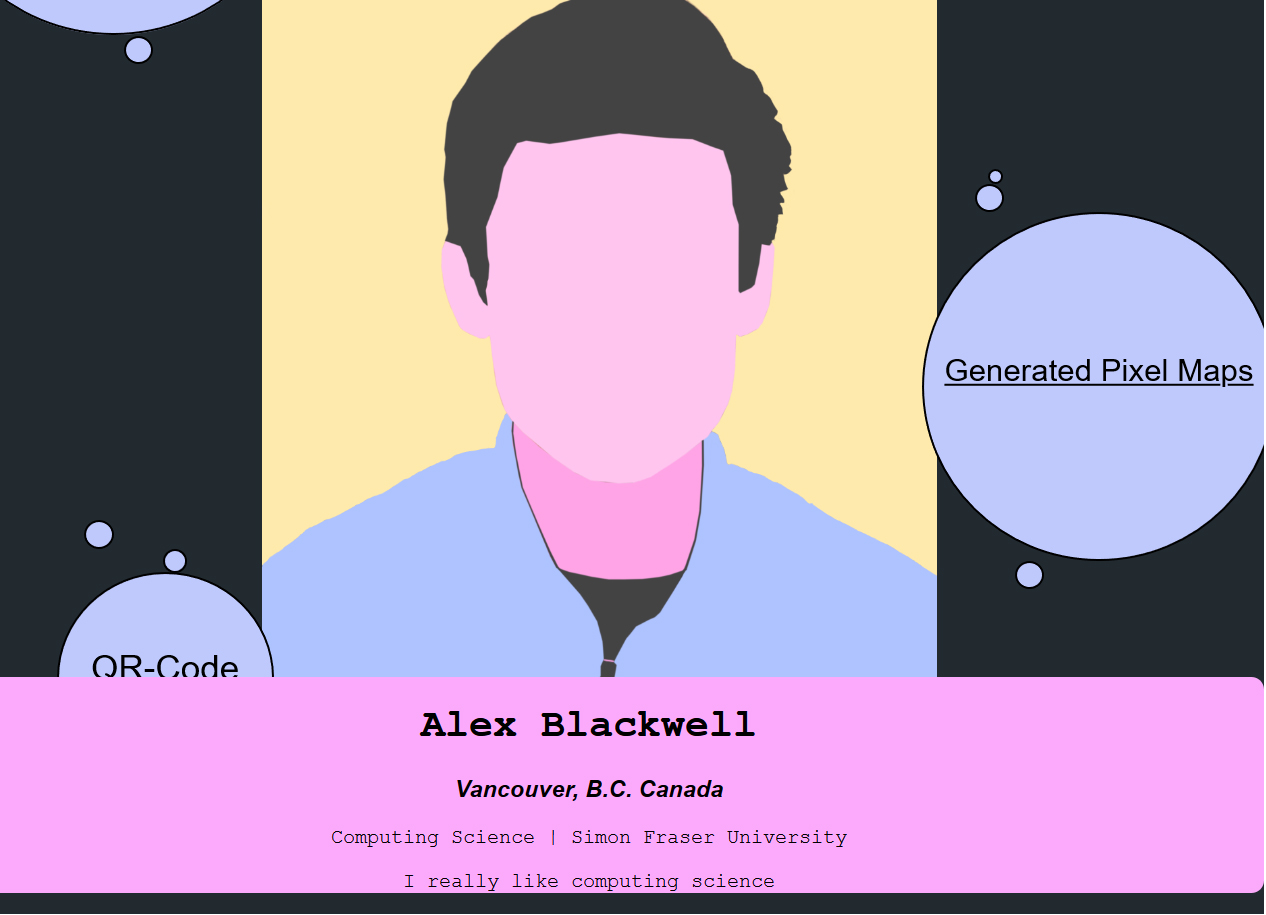 Generated Pixel Maps
QR-Code
Alex Blackwell
Vancouver, B.C. Canada
Computing Science | Simon Fraser University
I really like computing science